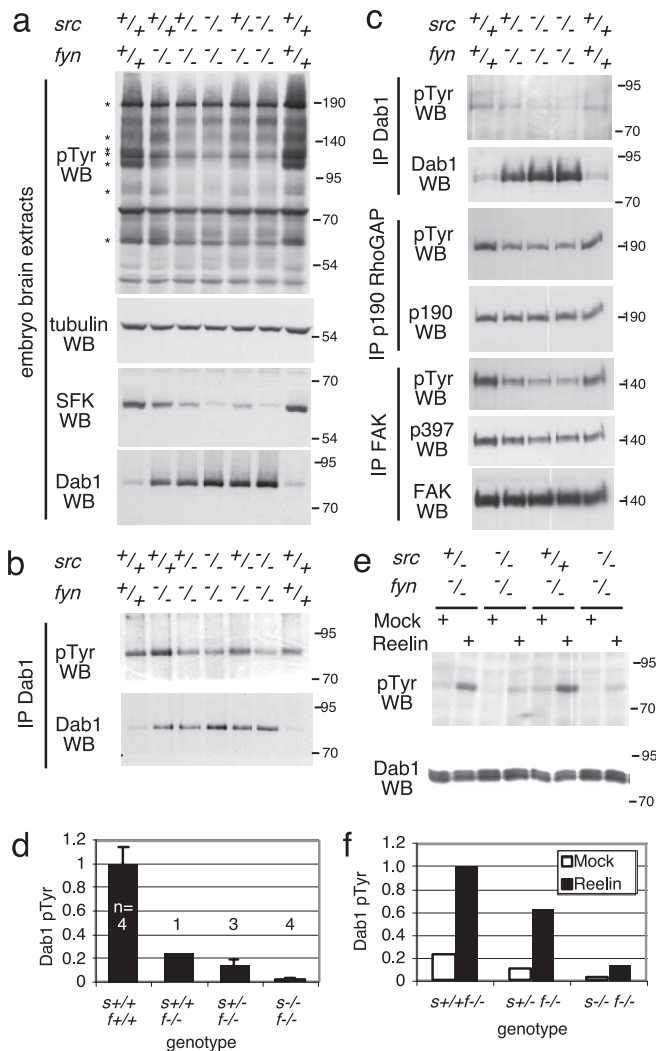 a
src +/+ +/+ +/- -/- +/- -/- +/+
fyn +/+ -/- -/- -/- -/- -/- +/+
embryo brain extracts
pTyr WB
* * * * * * * *
-190
-140
-95
-70
-54
tubulin WB
-54
SFK WB
-70
-54
Dab1 WB
-95
-70
b
src +/+ +/+ +/- -/- +/- -/- +/+
fyn +/+ -/- -/- -/- -/- -/- +/+
IP Dab1
pTyr WB
-95
-70
Dab1 WB
-95
-70
c
src +/+ +/- -/- -/- +/+
fyn +/+ -/- -/- -/- +/+
IP Dab1
pTyr WB
-95
-70
Dab1 WB
-95
-70
IP p190 RhoGAP
pTyr WB
-190
p190 WB
-190
IP FAK
pTyr WB
-140
p397 WB
-140
FAK WB
-140
d
Dab1 pTyr
1.2
1
0.8
0.6
0.4
0.2
0
n= 4
1
3
4
s+/+ f+/+
s+/+ f-/-
s+/- f-/-
s-/- f-/-
genotype
e
src +/- -/- +/+ -/-
fyn -/- -/- -/- -/-
Mock + + + +
Reelin + + + +
pTyr WB
-95
-70
Dab1 WB
-95
-70
f
Dab1 pTyr
1.2
1.0
0.8
0.6
0.4
0.2
0
Mock
Reelin
s+/+f-/-
s+/- f-/-
s-/- f-/-
genotype